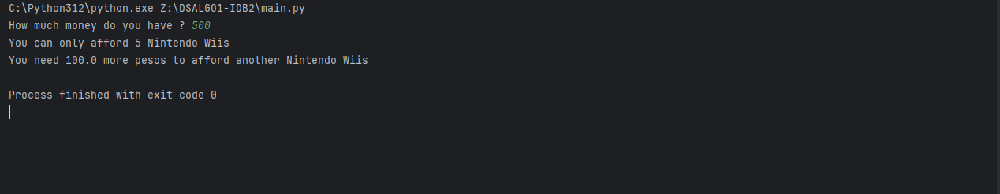 C:\Python312\python.exe Z:\DSALGO1-IDB2\main.py
How much money do you have ? 500
You can only afford 5 Nintendo Wiis
You need 100.0 more pesos to afford another Nintendo Wiis
Process finished with exit code 0